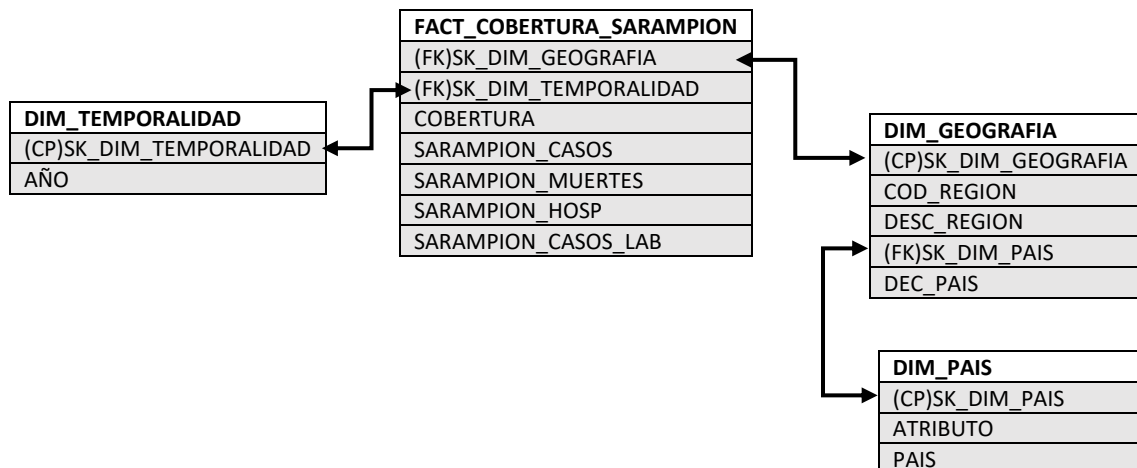 FACT_COBERTURA_SARAMPION
(FK)SK_DIM_GEOGRAFIA
(FK)SK_DIM_TEMPORALIDAD
COBERTURA
SARAMPION_CASOS
SARAMPION_MUERTES
SARAMPION_HOSP
SARAMPION_CASOS_LAB
DIM_TEMPORALIDAD
(CP)SK_DIM_TEMPORALIDAD
AÑO
DIM_GEOGRAFIA
(CP)SK_DIM_GEOGRAFIA
COD_REGION
DESC_REGION
(FK)SK_DIM_PAIS
DEC_PAIS
DIM_PAIS
(CP)SK_DIM_PAIS
ATRIBUTO
PAIS